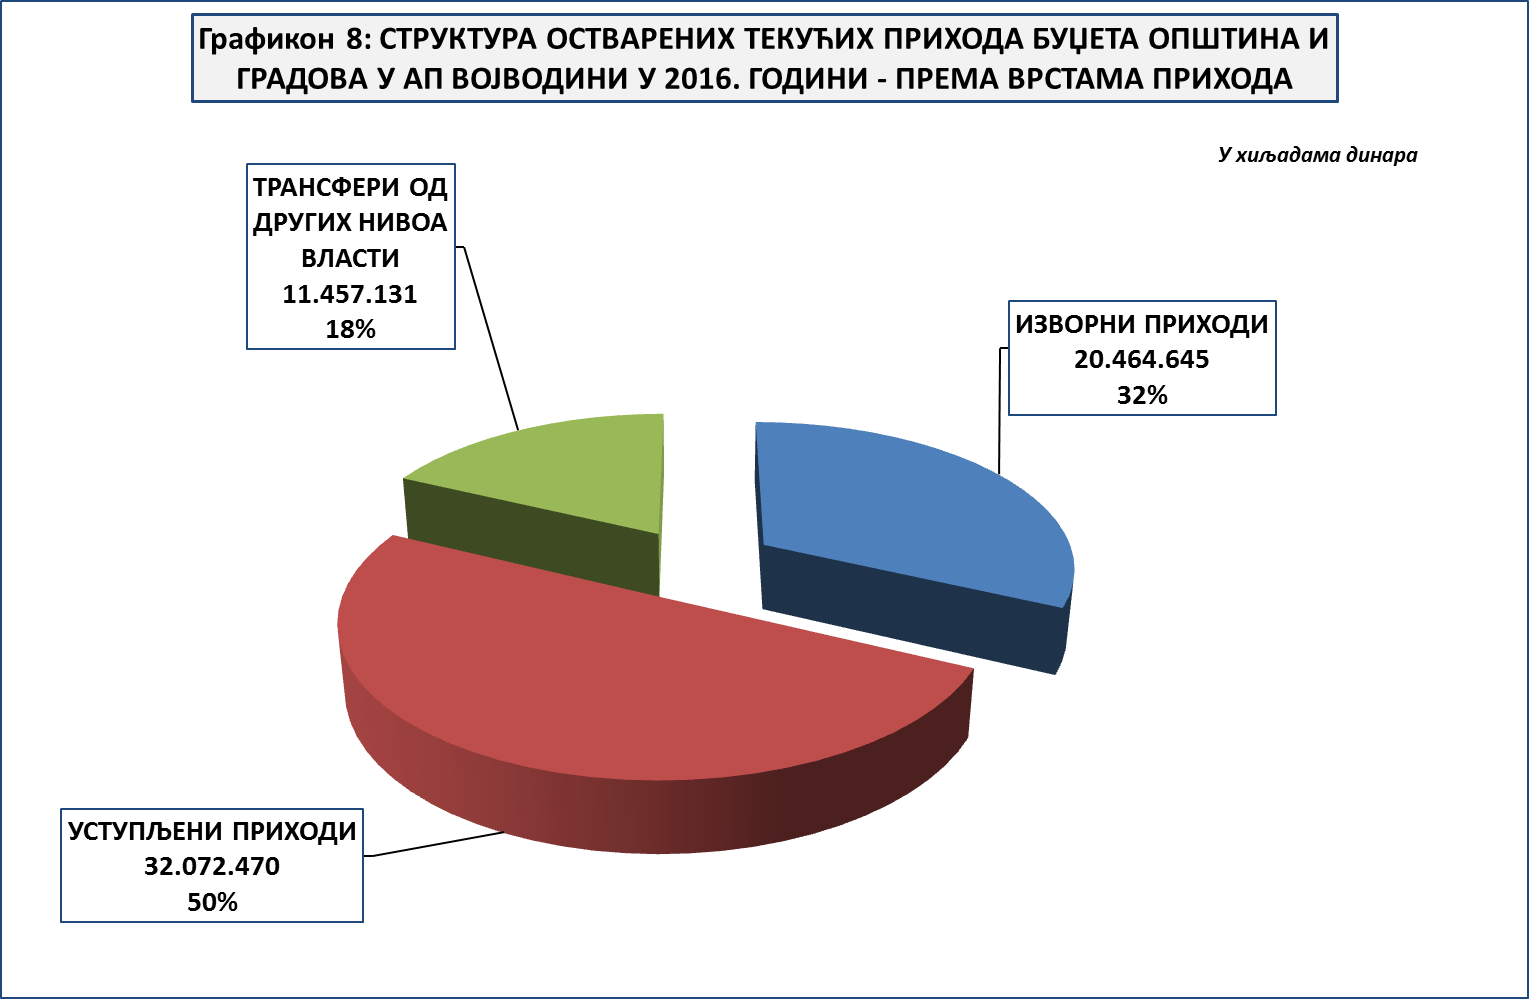 Графикон 8: СТРУКТУРА ОСТВАРЕНИХ ТЕКУЋИХ ПРИХОДА БУЏЕТА ОПШТИНА И
ГРАДОВА У АП ВОЈВОДИНИ У 2016. ГОДИНИ - ПРЕМА ВРСТАМА ПРИХОДА
У хиљадама динара
ТРАНСФЕРИ ОД
ДРУГИХ НИВОА
ВЛАСТИ
11.457.131
18%
ИЗВОРНИ ПРИХОДИ
20.464.645
32%
УСТУПЉЕНИ ПРИХОДИ
32.072.470
50%